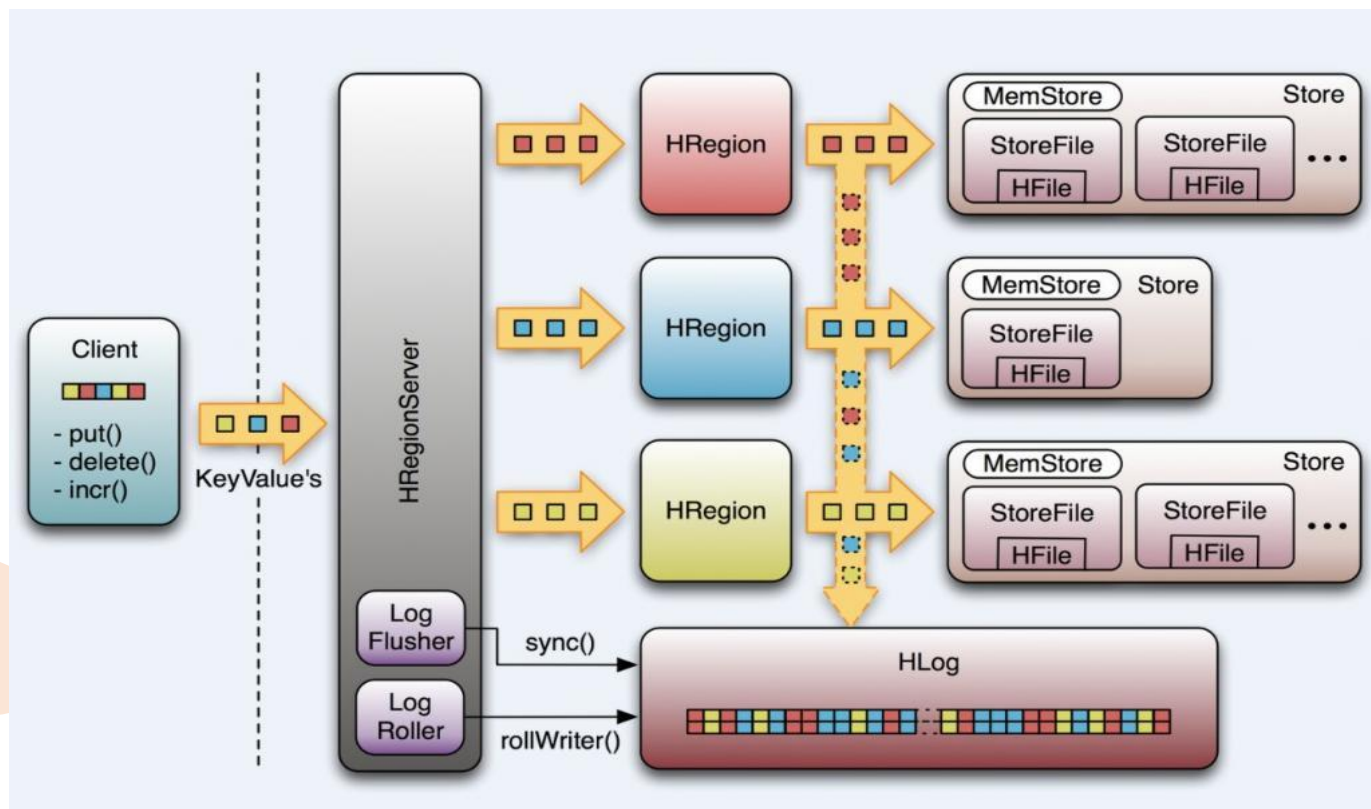 Client
- put()
- delete()
- incr()
KeyValue's
HRegionServer
Log
Flusher
Log
Roller
sync()
rollWriter()
HRegion
MemStore
Store
StoreFile
HFile
StoreFile
HFile
...
HRegion
MemStore
Store
StoreFile
HFile
HRegion
MemStore
Store
StoreFile
HFile
StoreFile
HFile
...
HLog